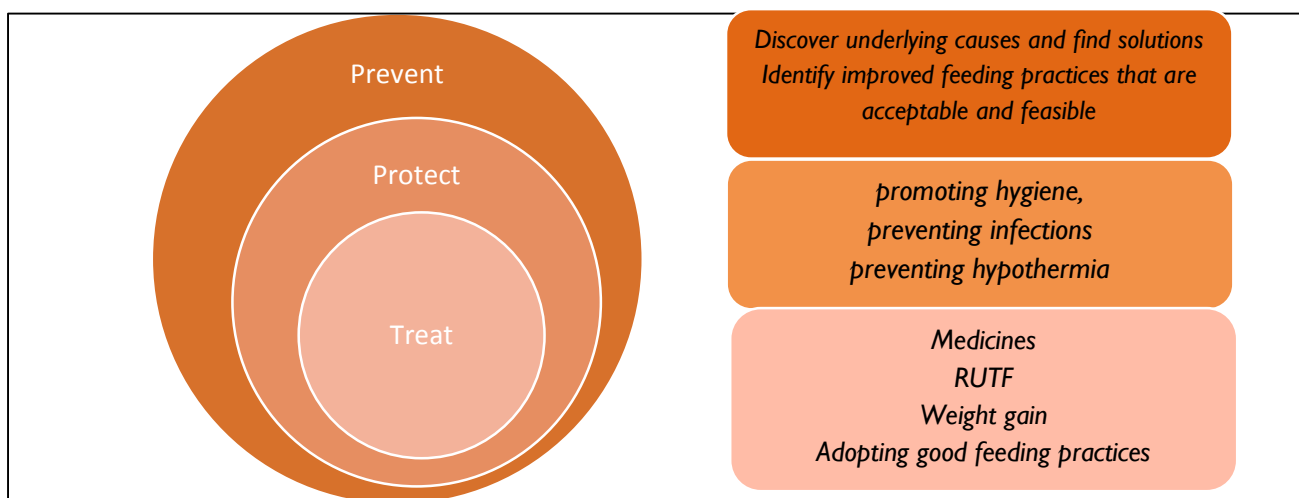 Prevent
Protect
Treat
Discover underlying causes and find solutions
Identify improved feeding practices that are
acceptable and feasible
promoting hygiene,
preventing infections
preventing hypothermia
Medicines
RUTF
Weight gain
Adopting good feeding practices